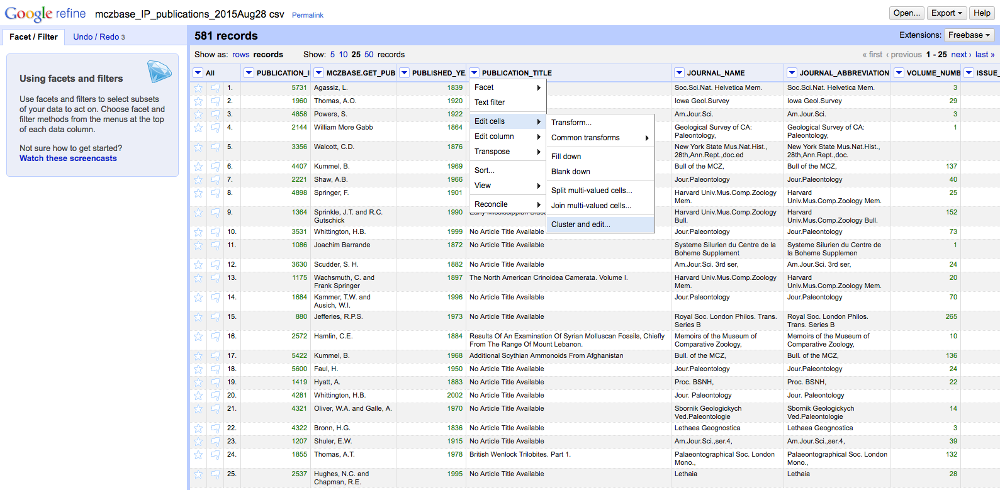 Google refine mczbase_IP_publications_2015Aug28 csv Permalink Open... Export Help
Facet / Filter Undo / Redo 3
581 records
Extensions: Freebase
Using facets and filters
Use facets and filters to select subsets
of your data to act on. Choose facet and
filter methods from the menus at the top
of each data column.
Not sure how to get started?
Watch these screencasts
Show as: rows records Show: 5 10 25 50 records
« first ‹ previous 1 - 25 next › last »
All PUBLICATION_I MCZBASE.GET_PUB PUBLISHED_YE PUBLICATION_TITLE JOURNAL_NAME JOURNAL_ABBREVIATION VOLUME_NUMB ISSUE_
Facet
Text filter
Edit cells
Edit column
Transpose
Sort...
View
Reconcile
Transform...
Common transforms
Fill down
Blank down
Split multi-valued cells...
Join multi-valued cells...
Cluster and edit...
1. 5731 Agassiz, L. 1839 Soc.Sci.Nat. Helvetica Mem. Soc.Sci.Nat. Helvetica Mem. 3
2. 1960 Thomas, A.O. 1920 Iowa Geol.Survey Iowa Geol.Survey 29
3. 4858 Powers, S. 1922 Am.Jour.Sci. Am.Jour.Sci. 3
4. 2144 William More Gabb 1864 Geological Survey of CA: Geological Survey of CA: 1
Paleontology, Paleontology,
5. 3356 Walcott, C.D. 1876 New York State Mus.Nat.Hist., New York State Mus.Nat.Hist.,
28th,Ann.Rept.,doc.ed 28th,Ann.Rept.,doc.
6. 4407 Kummel, B. 1969 Bull of the MCZ, Bull of the MCZ, 137
7. 2221 Shaw, A.B. 1966 Jour.Paleontology Jour.Paleontology 40
8. 4898 Springer, F. 1901 Harvard Univ.Mus.Comp.Zoology Harvard 25
Mem. Univ.Mus.Comp.Zoology Mem.
9. 1364 Sprinkle, J.T. and R.C. 1990 Early Mississippian Blas Harvard Univ.Mus.Comp.Zoology Harvard 152
Gutschick Bull. Univ.Mus.Comp.Zoology Bull.
10. 3531 Whittington, H.B. 1999 No Article Title Available Jour.Paleontology Jour.Paleontology 73
11. 1086 Joachim Barrande 1872 No Article Title Available Systeme Silurien du Centre de la Systeme Silurien du Centre de 1
Boheme Supplement la Boheme Supplemen
12. 3630 Scudder, S. H. 1882 No Article Title Available Am.Jour.Sci. 3rd ser, Am.Jour.Sci. 3rd ser, 24
13. 1175 Wachsmuth, C. and 1897 The North American Crinoidea Camerata. Volume I. Harvard Univ.Mus.Comp.Zoology Harvard 20
Frank Springer Mem. Univ.Mus.Comp.Zoology Mem.
14. 1684 Kammer, T.W. and 1996 No Article Title Available Jour.Paleontology Jour.Paleontology 70
Ausich, W.I.
15. 880 Jefferies, R.P.S. 1973 No Article Title Available Royal Soc. London Philos. Trans. Royal Soc. London Philos. 265
Series B Trans. Series B
16. 2572 Hamlin, C.E. 1884 Results Of An Examination Of Syrian Molluscan Fossils, Chiefly Memoirs of the Museum of Memoirs of the Museum of 10
From The Range Of Mount Lebanon. Comparative Zoology, Comparative Zoology,
17. 5422 Kummel, B. 1968 Additional Scythian Ammonoids From Afghanistan Bull. of the MCZ, Bull. of the MCZ, 136
18. 5600 Faul, H. 1950 No Article Title Available Jour.Paleontology Jour.Paleontology 24
19. 1419 Hyatt, A. 1883 No Article Title Available Proc. BSNH, Proc. BSNH, 22
20. 4281 Whittington, H.B. 2002 No Article Title Available Jour. Paleontology Jour. Paleontology
21. 4321 Oliver, W.A. and Galle, A. 1970 No Article Title Available Sbornik Geologickych Sbornik Geologickych 14
Ved.Paleontologie Ved.Paleontologie
22. 4322 Bronn, H.G. 1836 No Article Title Available Lethaea Geognostica Lethaea Geognostica 3
23. 1207 Shuler, E.W. 1915 No Article Title Available Am.Jour.Sci.,ser.4, Am.Jour.Sci.,ser.4, 39
24. 1855 Thomas, A.T. 1978 British Wenlock Trilobites. Part 1. Palaeontographical Soc. London Palaeontographical Soc. London 132
Mono., Mono.,
25. 2537 Hughes, N.C. and 1995 No Article Title Available Lethaia Lethaia 28
Chapman, R.E.